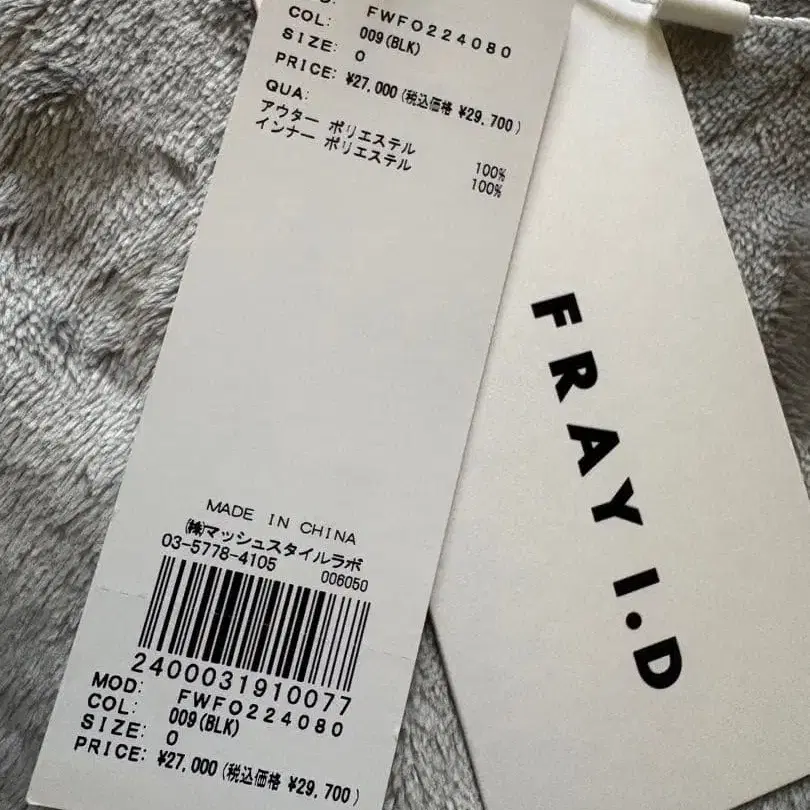 FWFO224080
COL: 009(BLK)
SIZE: 0
PRICE: ¥27,000 (税込価格 ¥29,700)
QUA:
アウター ポリエステル 100%
インナー ポリエステル 100%
MADE IN CHINA
㈱マッシュスタイルラボ
03-5778-4105 006050
2400031910077
MOD: FWFO224080
COL: 009(BLK)
SIZE: 0
PRICE: ¥27,000 (税込価格 ¥29,700)
FRAY I.D